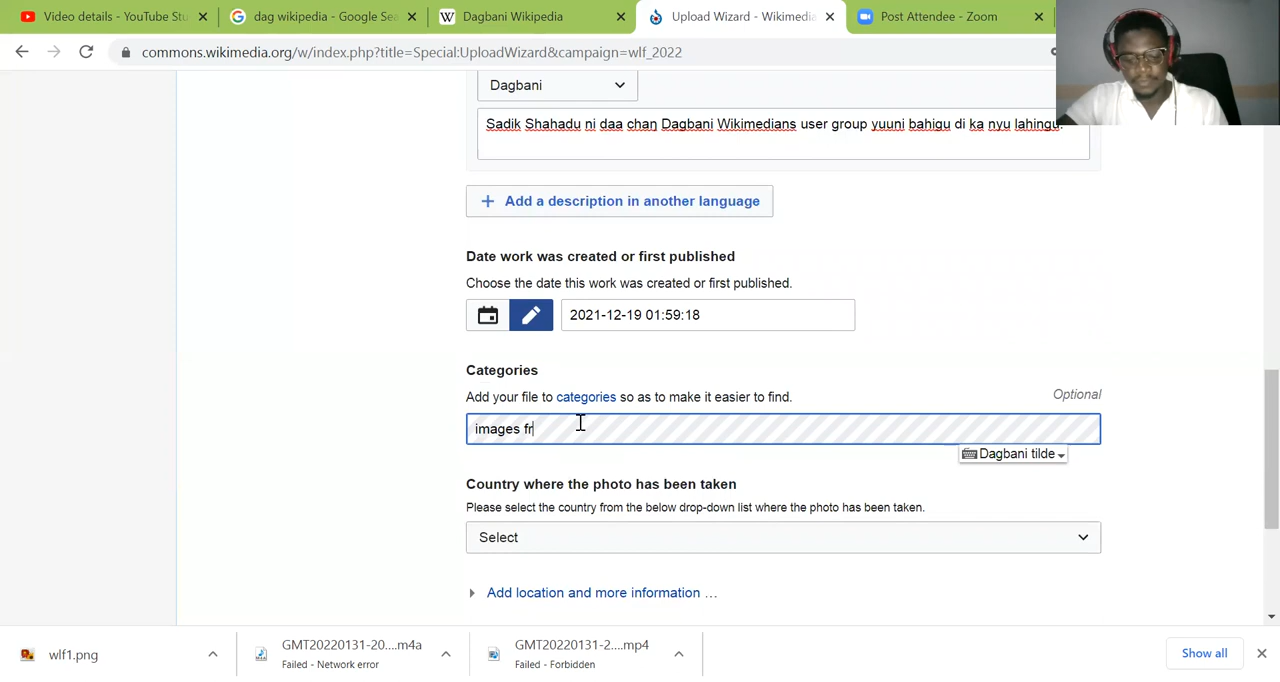 Video details - YouTube Stu
dag wikipedia - Google Sea
Dagbani Wikipedia
Upload Wizard - Wikimedia
Post Attendee - Zoom
commons.wikimedia.org/w/index.php?title=Special:UploadWizard&campaign=wlf_2022
Dagbani
Sadik Shahadu ni daa chaŋ Dagbani Wikimedians user group yuuni bahigu di ka nyu lahingu.
+ Add a description in another language
Date work was created or first published
Choose the date this work was created or first published.
2021-12-19 01:59:18
Categories
Add your file to categories so as to make it easier to find.
Optional
images fr
Dagbani tilde
Country where the photo has been taken
Please select the country from the below drop-down list where the photo has been taken.
Select
Add location and more information …
wlf1.png
GMT20220131-20....m4a
Failed - Network error
GMT20220131-2....mp4
Failed - Forbidden
Show all